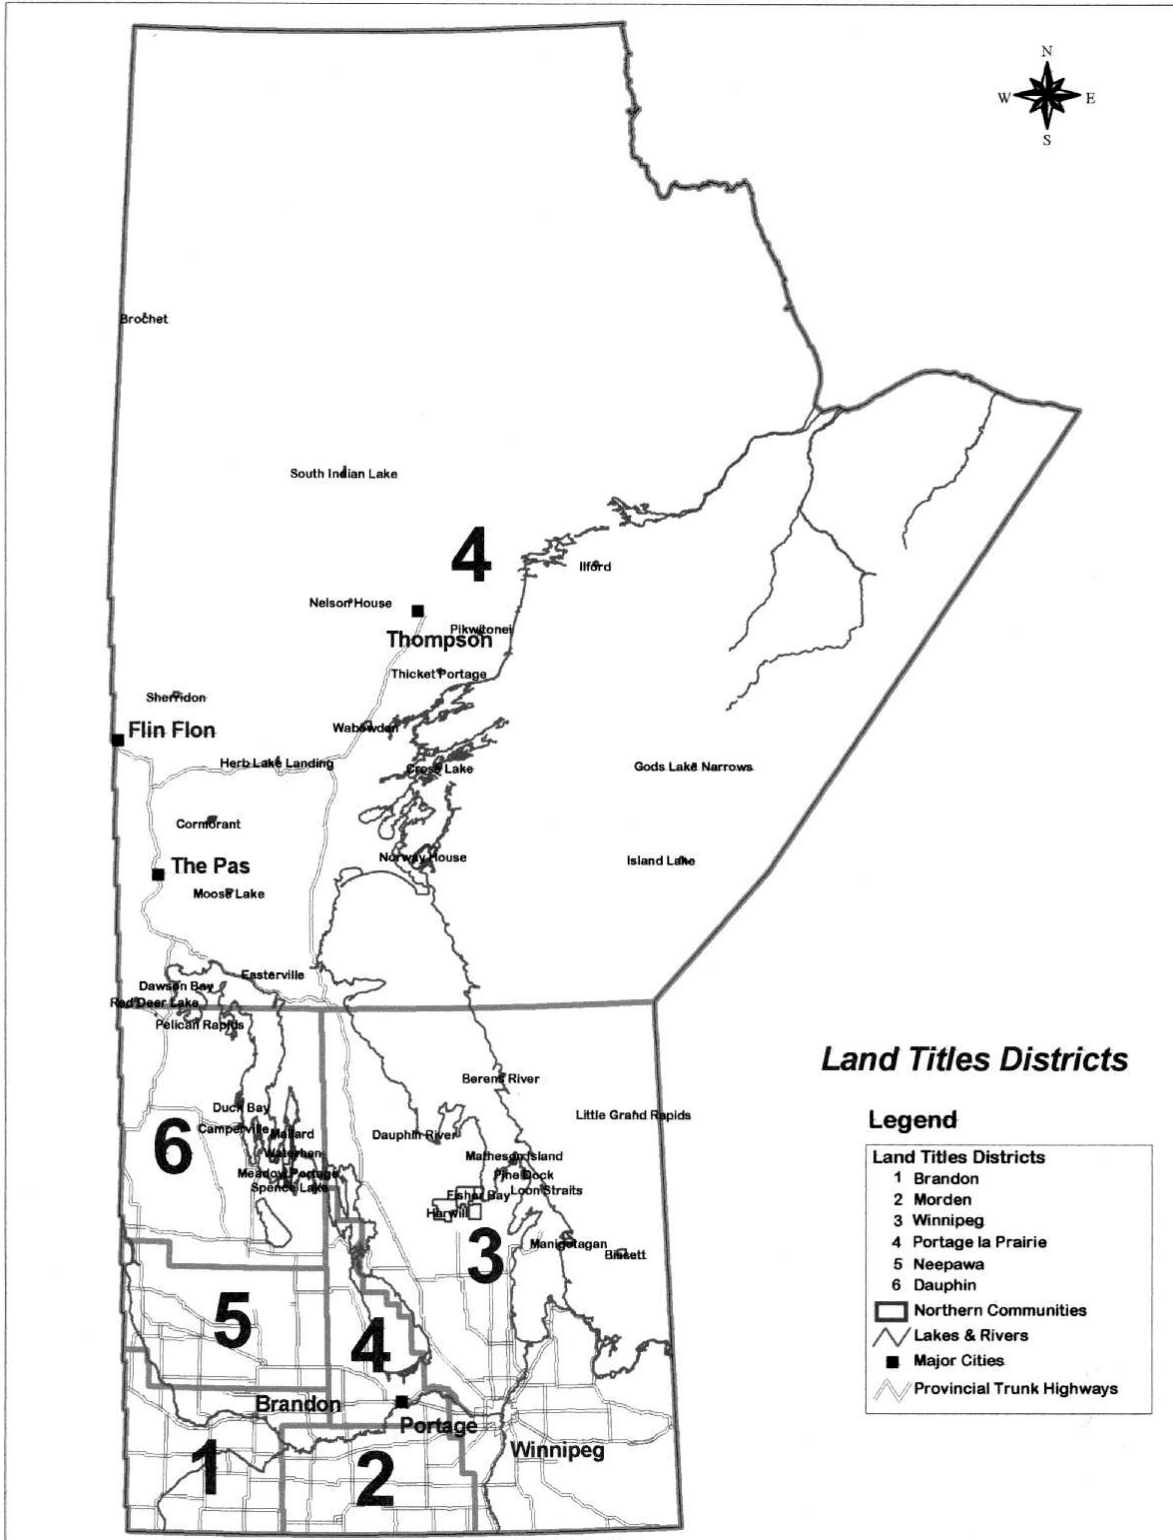 N
W E
S
Brochet
South Indian Lake
4
Ilford
Nelson House
Pikwitonei
Thompson
Thicket Portage
Sherridon
Flin Flon
Wabowden
Herb Lake Landing
Cross Lake
Gods Lake Narrows
Cormorant
Norway House
Island Lake
The Pas
Moose Lake
Easterville
Dawson Bay
Red Deer Lake
Pelican Rapids
Land Titles Districts
Berens River
Duck Bay
Little Grand Rapids
Camperville
Mallard
Dauphin River
6
Waterhen
Matheson Island
Meadow Portage
Pine Dock
Spence Lake
Loon Straits
Fisher Bay
Harwill
Manigotagan
Bissett
3
5
4
Brandon
Portage
Winnipeg
1
2
Legend
Land Titles Districts
1 Brandon
2 Morden
3 Winnipeg
4 Portage la Prairie
5 Neepawa
6 Dauphin
Northern Communities
Lakes & Rivers
Major Cities
Provincial Trunk Highways